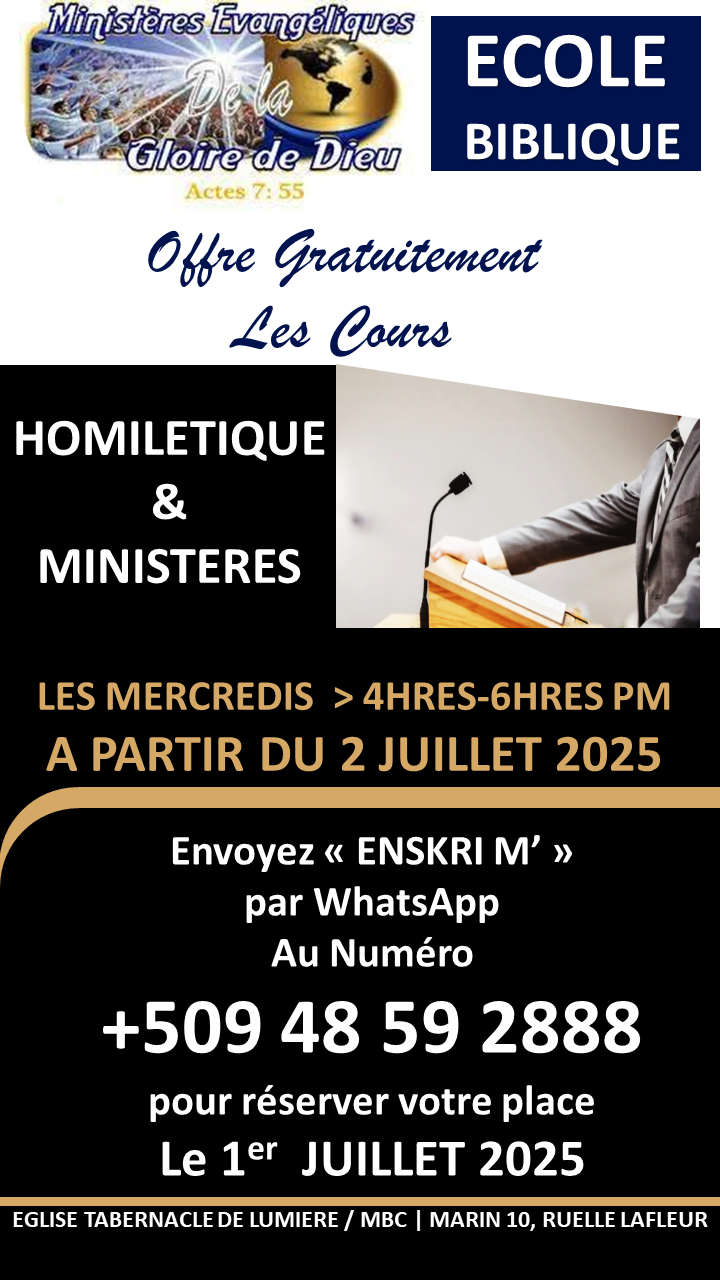 Ministères Evangéliques
De la
Gloire de Dieu
Actes 7: 55
ECOLE
BIBLIQUE
Offre Gratuitement
Les Cours
HOMILETIQUE
&
MINISTERES
LES MERCREDIS > 4HRES-6HRES PM
A PARTIR DU 2 JUILLET 2025
Envoyez « ENSKRI M’ »
par WhatsApp
Au Numéro
+509 48 59 2888
pour réserver votre place
Le 1er JUILLET 2025
EGLISE TABERNACLE DE LUMIERE / MBC | MARIN 10, RUELLE LAFLEUR